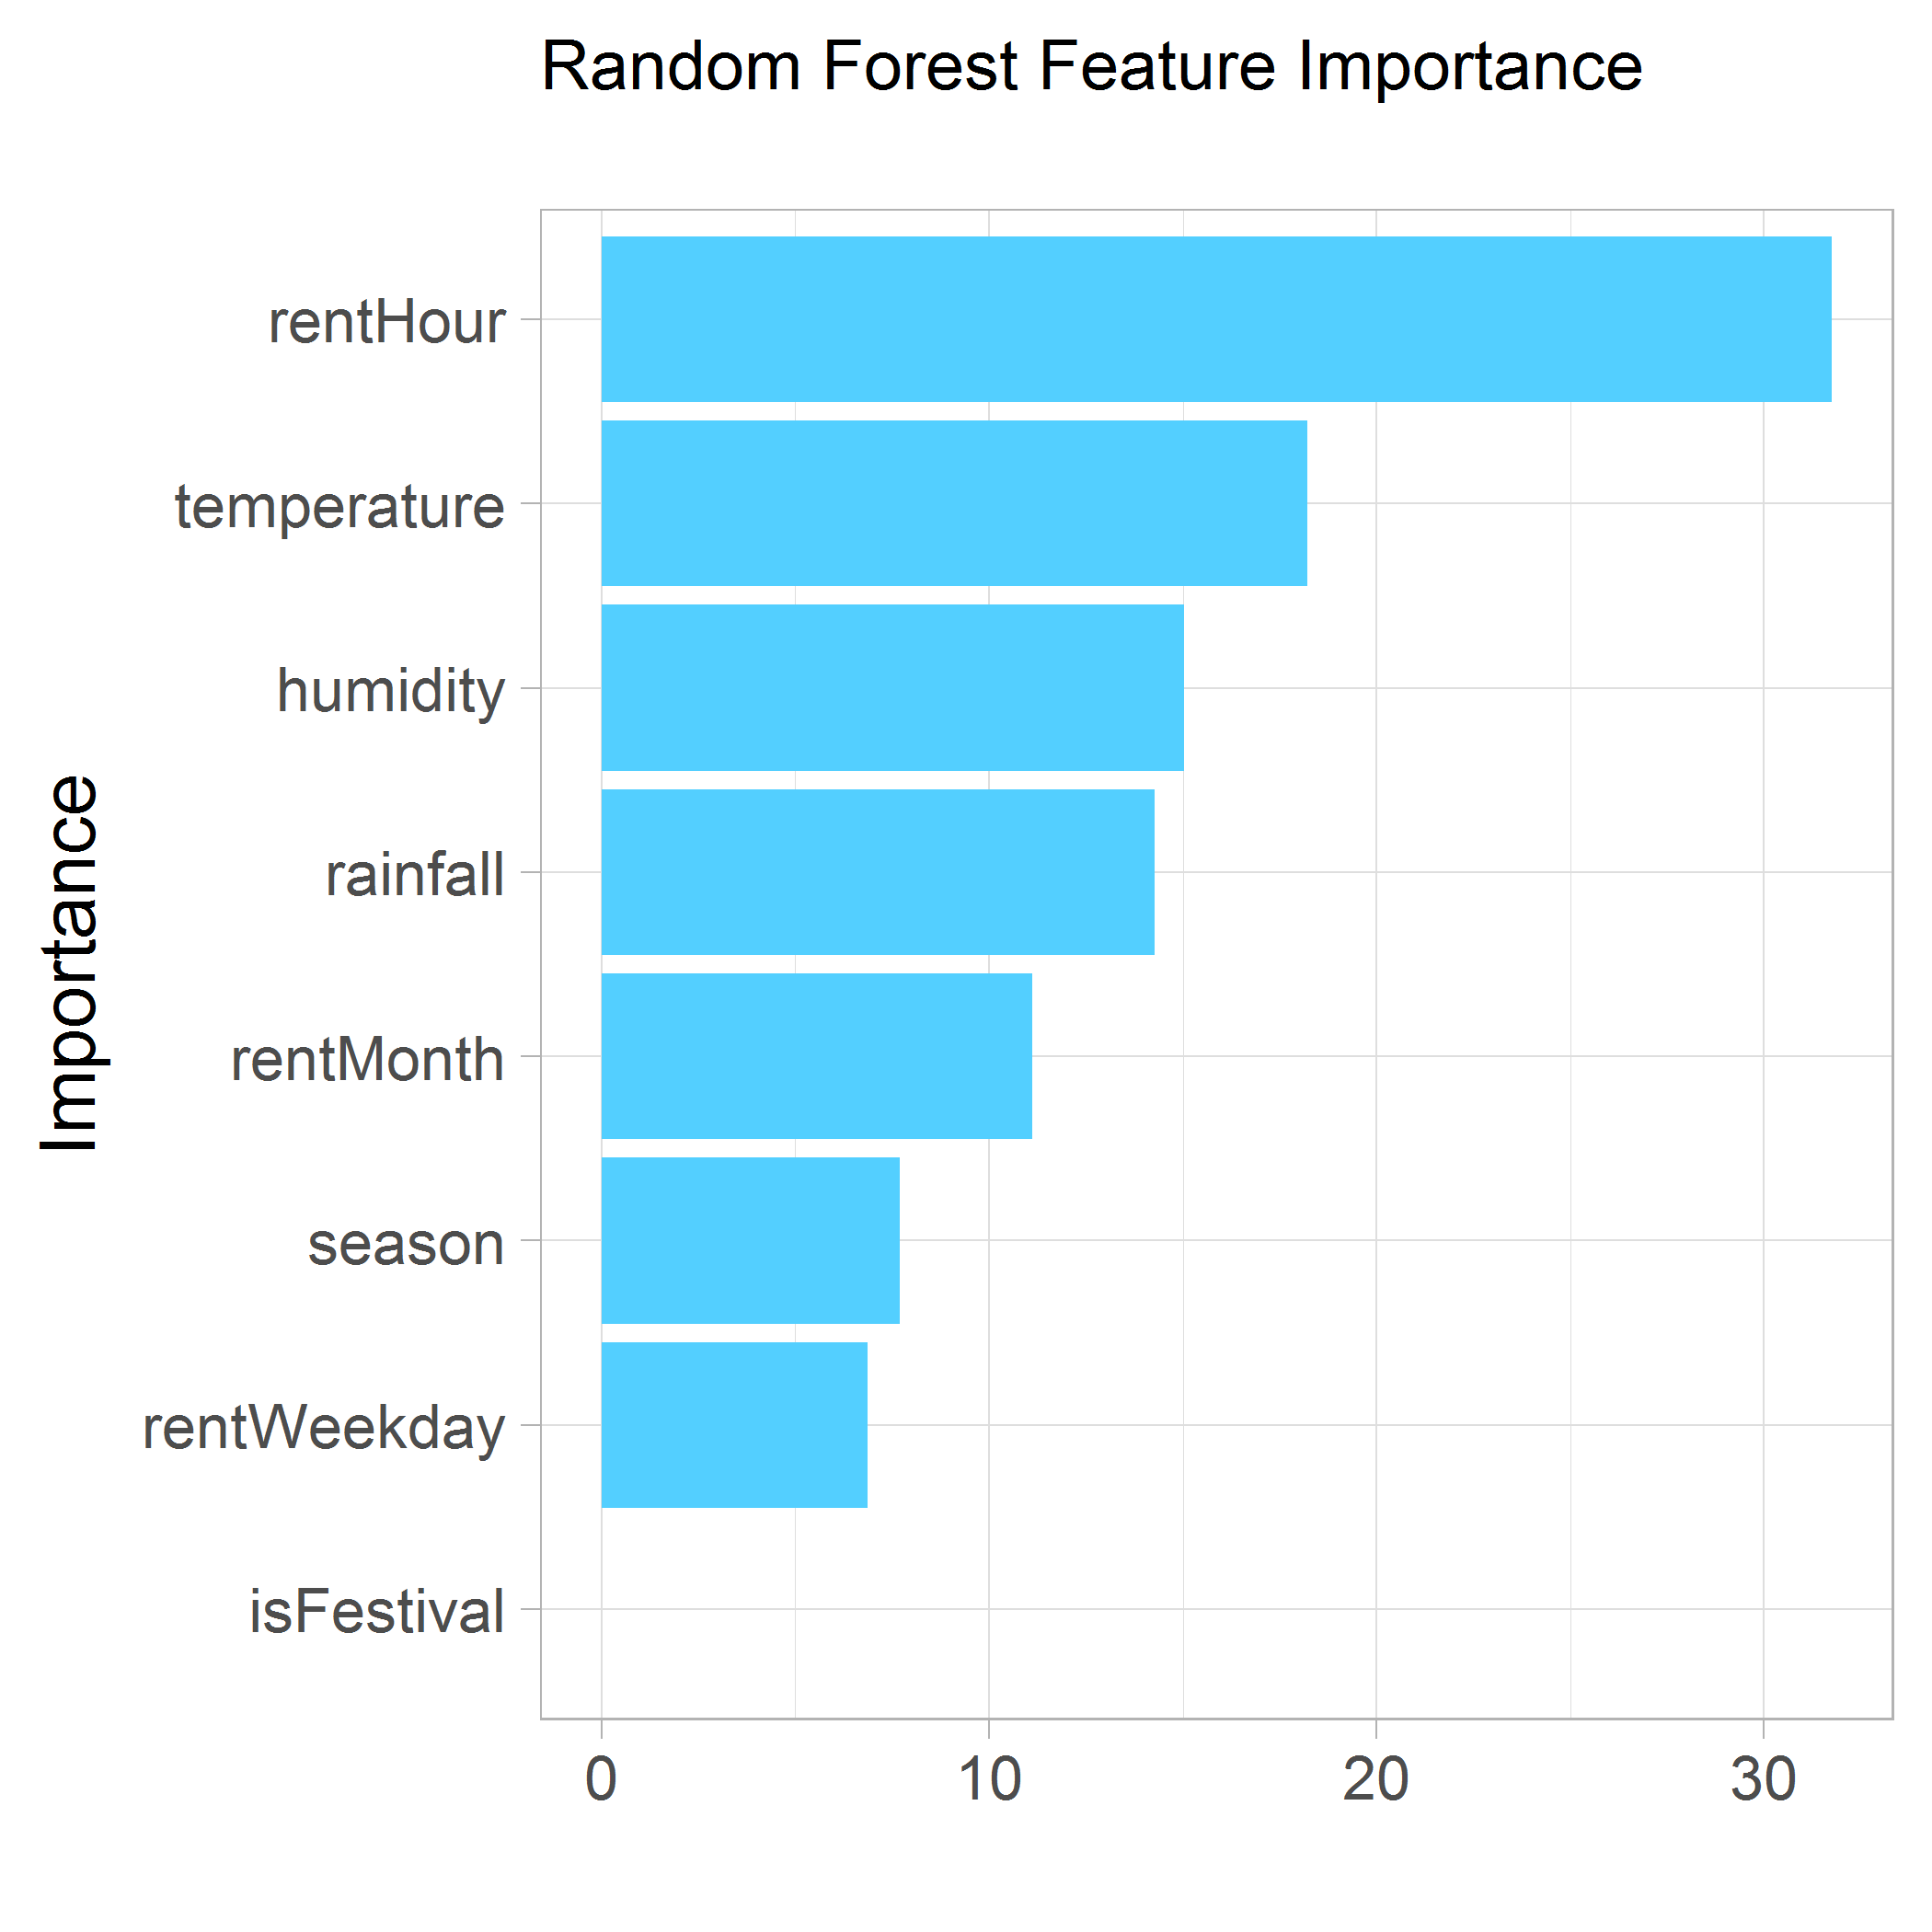 Random Forest Feature Importance
Importance
rentHour
temperature
humidity
rainfall
rentMonth
season
rentWeekday
isFestival
0 10 20 30